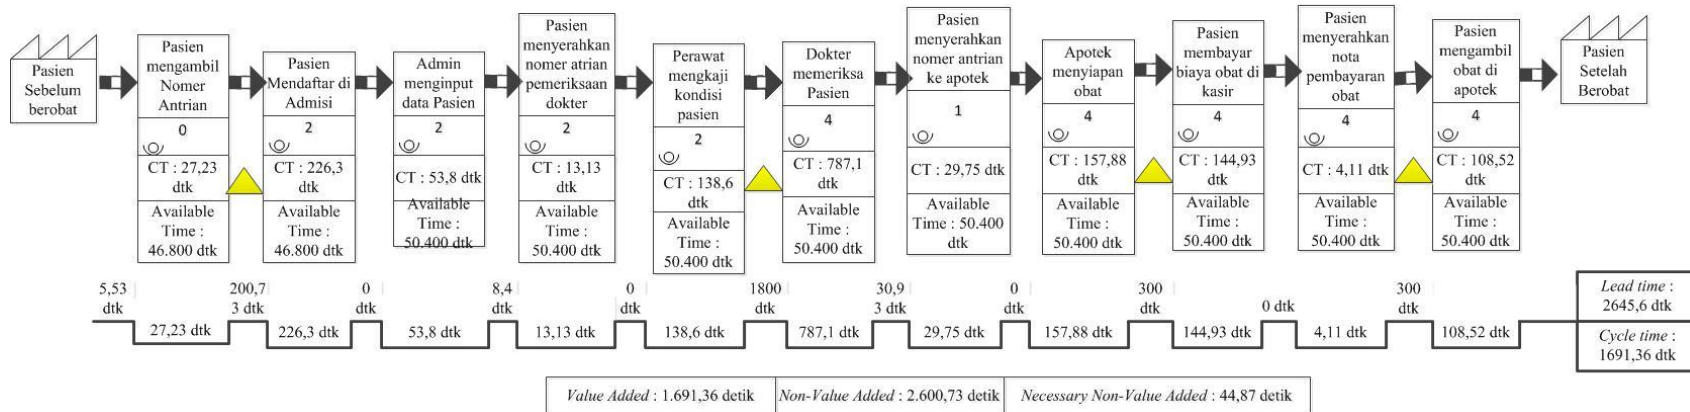 Pasien
Sebelum
berobat
Pasien
mengambil
Nomer
Antrian
0
CT : 27,23
dtk
Available
Time :
46.800 dtk
Pasien
Mendaftar di
Admisi
2
CT : 226,3
dtk
Available
Time :
46.800 dtk
Admin
menginput
data Pasien
2
CT : 53,8 dtk
Available
Time :
50.400 dtk
Pasien
menyerahkan
nomer atrian
pemeriksaan
dokter
2
CT : 13,13
dtk
Available
Time :
50.400 dtk
Perawat
mengkaji
kondisi
pasien
2
CT : 138,6
dtk
Available
Time :
50.400 dtk
Dokter
memeriksa
Pasien
4
CT : 787,1
dtk
Available
Time :
50.400 dtk
Pasien
menyerahkan
nomer antrian
ke apotek
1
CT : 29,75 dtk
Available
Time : 50.400
dtk
Apotek
menyiapan
obat
4
CT : 157,88
dtk
Available
Time :
50.400 dtk
Pasien
membayar
biaya obat di
kasir
4
CT : 144,93
dtk
Available
Time :
50.400 dtk
Pasien
menyerahkan
nota
pembayaran
obat
4
CT : 4,11 dtk
Available
Time :
50.400 dtk
Pasien
mengambil
obat di
apotek
4
CT : 108,52
dtk
Available
Time :
50.400 dtk
Pasien
Setelah
Berobat
5,53
dtk
27,23 dtk
200,7
3 dtk
226,3 dtk
0
dtk
53,8 dtk
8,4
dtk
13,13 dtk
0
dtk
138,6 dtk
1800
dtk
787,1 dtk
30,9
3 dtk
29,75 dtk
0
dtk
157,88 dtk
300
dtk
144,93 dtk
0 dtk
4,11 dtk
300
dtk
108,52 dtk
Lead time :
2645,6 dtk
Cycle time :
1691,36 dtk
Value Added : 1.691,36 detik
Non-Value Added : 2.600,73 detik
Necessary Non-Value Added : 44,87 detik